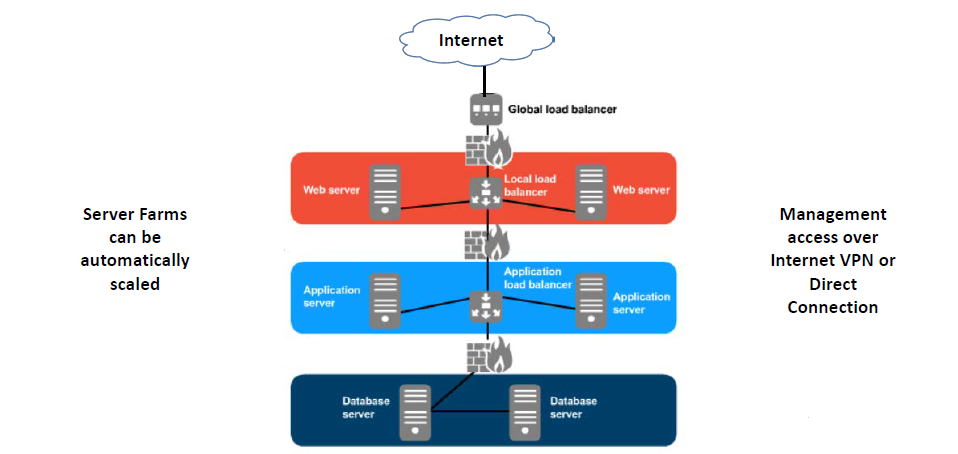 Internet
Global load balancer
Web server
Local load
balancer
Web server
Server Farms
can be
automatically
scaled
Management
access over
Internet VPN or
Direct
Connection
Application
server
Application
load balancer
Application
server
Database
server
Database
server